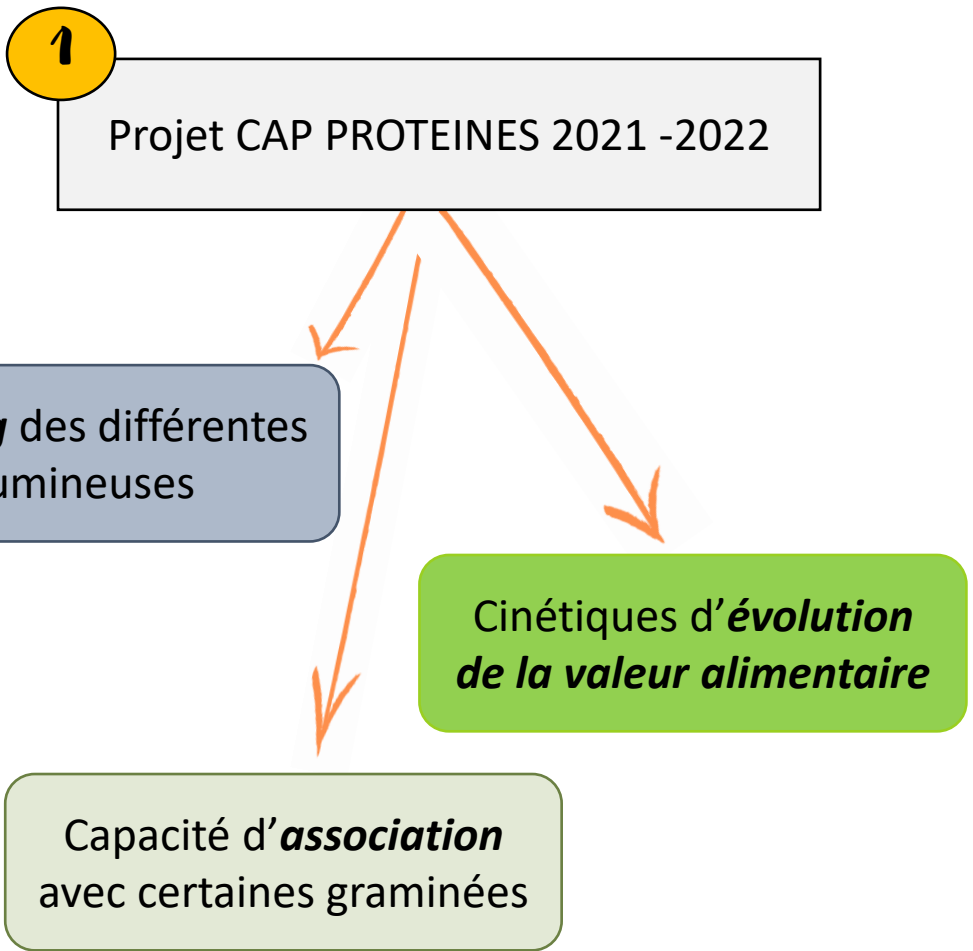 1
Projet CAP PROTEINES 2021 -2022
des différentes
Cinétiques d'évolution
de la valeur alimentaire
Capacité d'association
avec certaines graminées